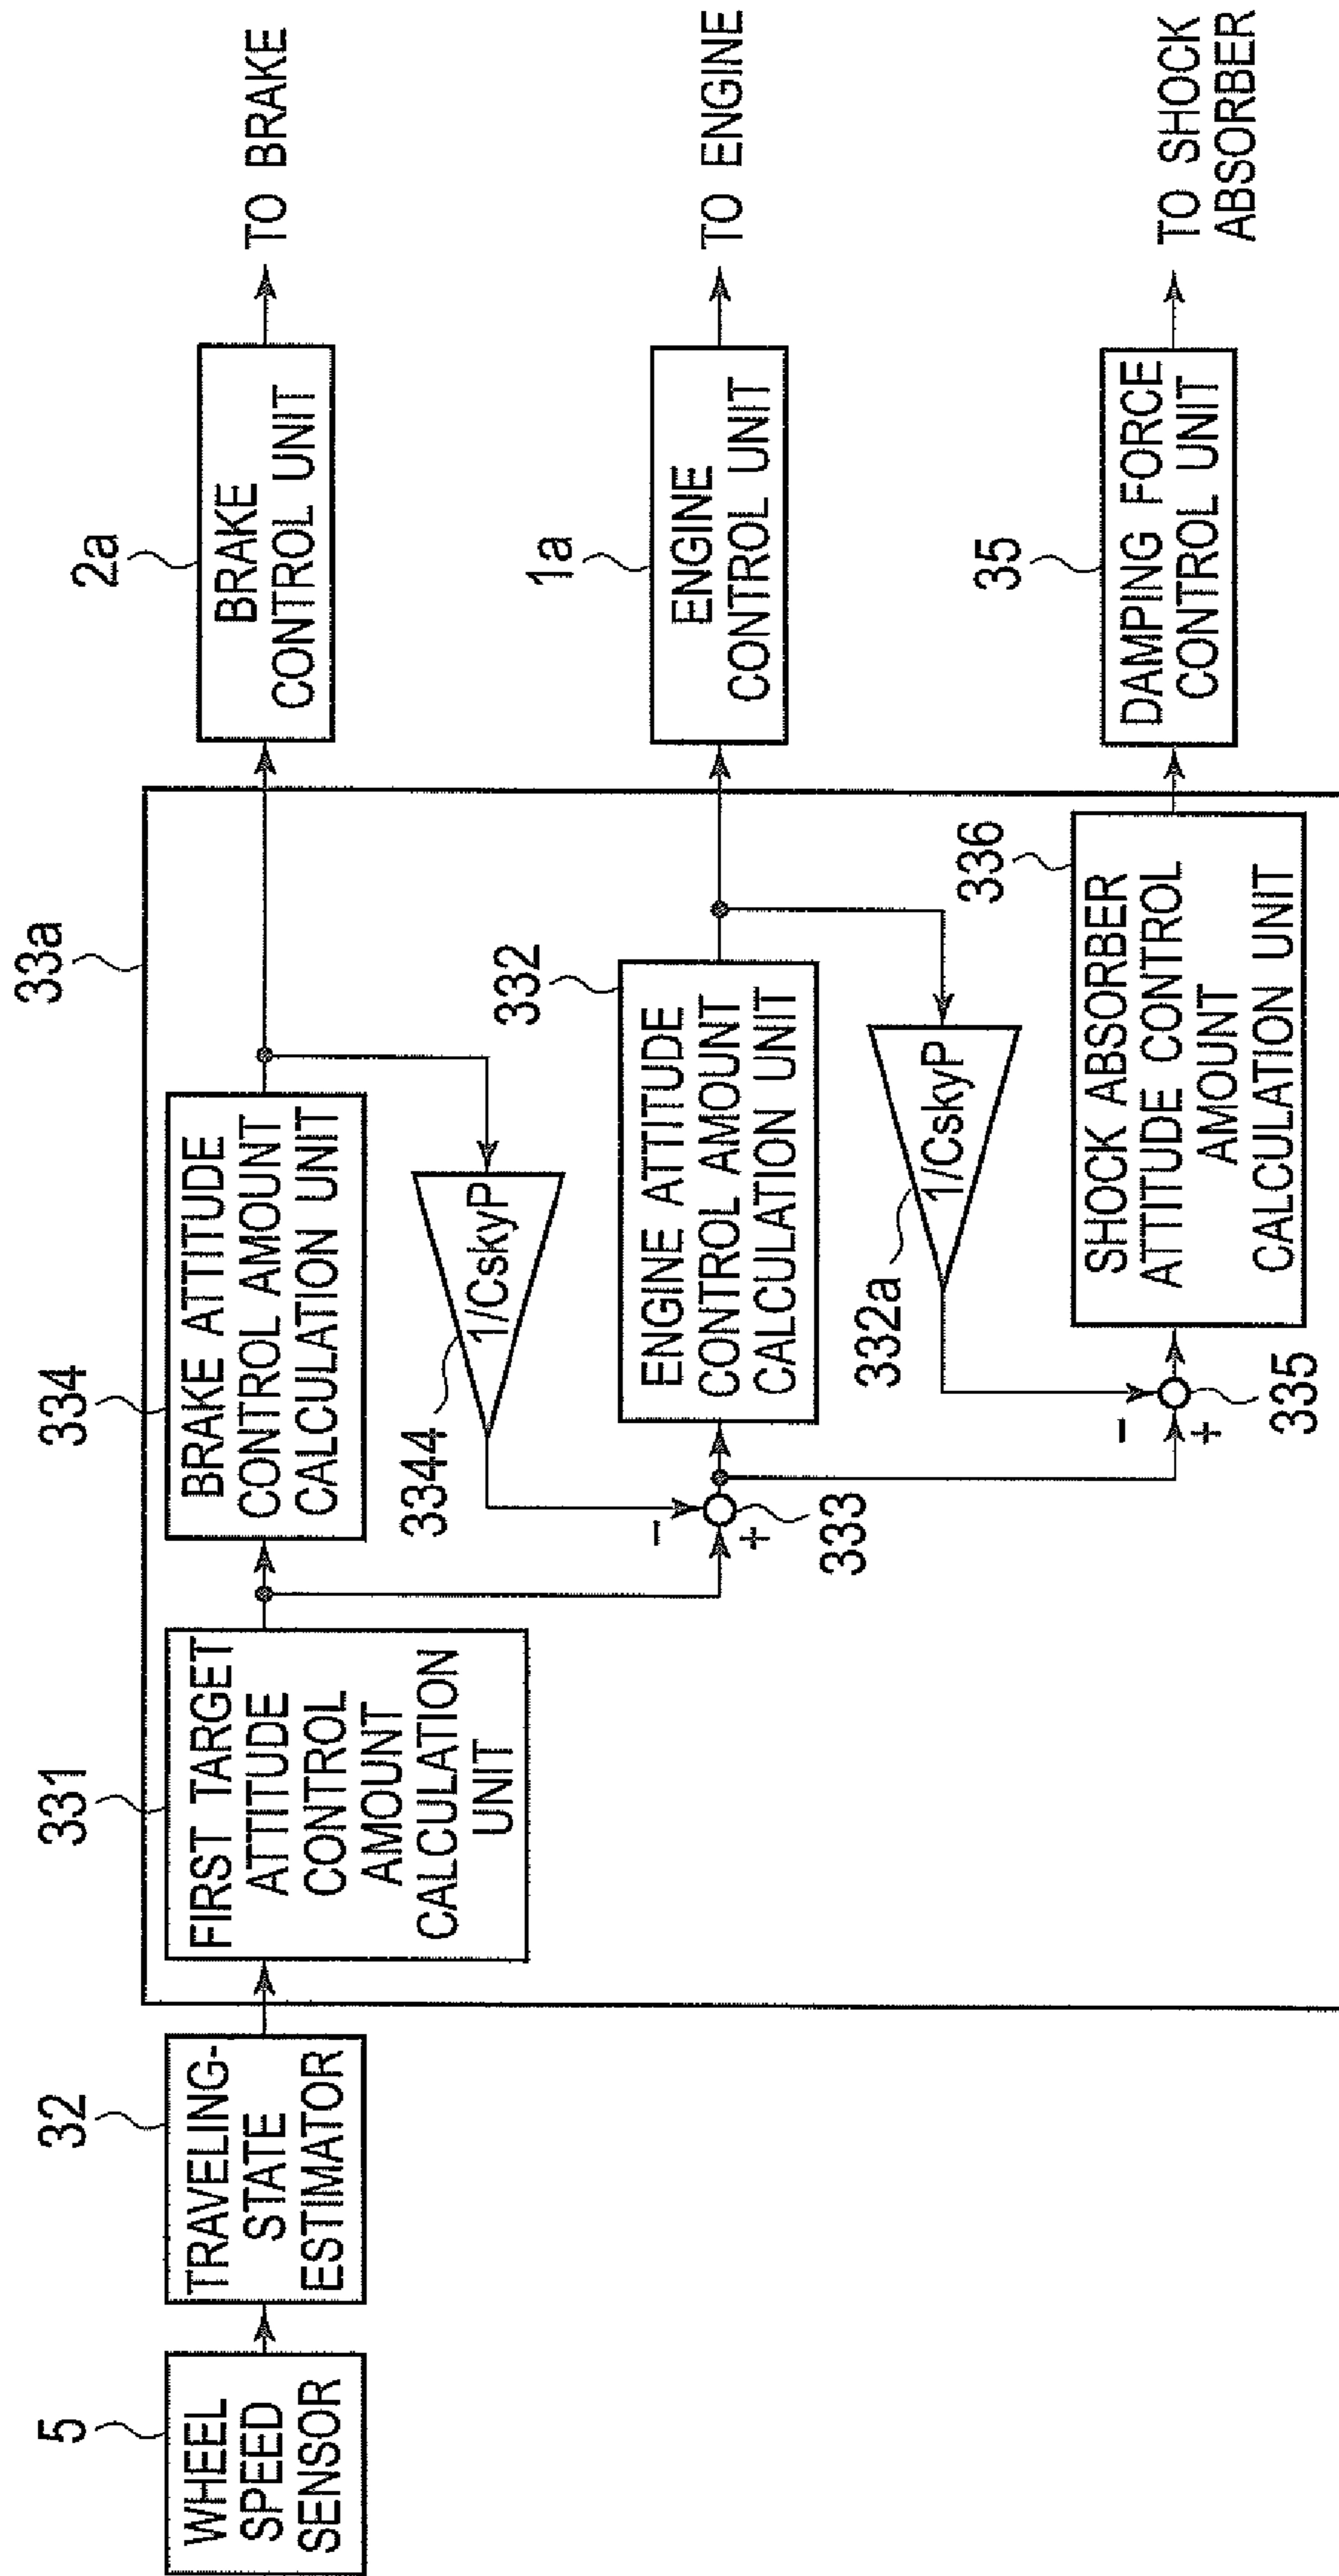 5
WHEEL
SPEED
SENSOR
32
TRAVELING-
STATE
ESTIMATOR
33a
331
FIRST TARGET
ATTITUDE
CONTROL
AMOUNT
CALCULATION
UNIT
334
BRAKE ATTITUDE
CONTROL AMOUNT
CALCULATION UNIT
2a
BRAKE
CONTROL UNIT
TO BRAKE
3344
1/CskyP
−
+
333
332
ENGINE ATTITUDE
CONTROL AMOUNT
CALCULATION UNIT
1a
ENGINE
CONTROL UNIT
TO ENGINE
332a
1/CskyP
−
+
335
336
SHOCK ABSORBER
ATTITUDE CONTROL
AMOUNT
CALCULATION UNIT
35
DAMPING FORCE
CONTROL UNIT
TO SHOCK
ABSORBER